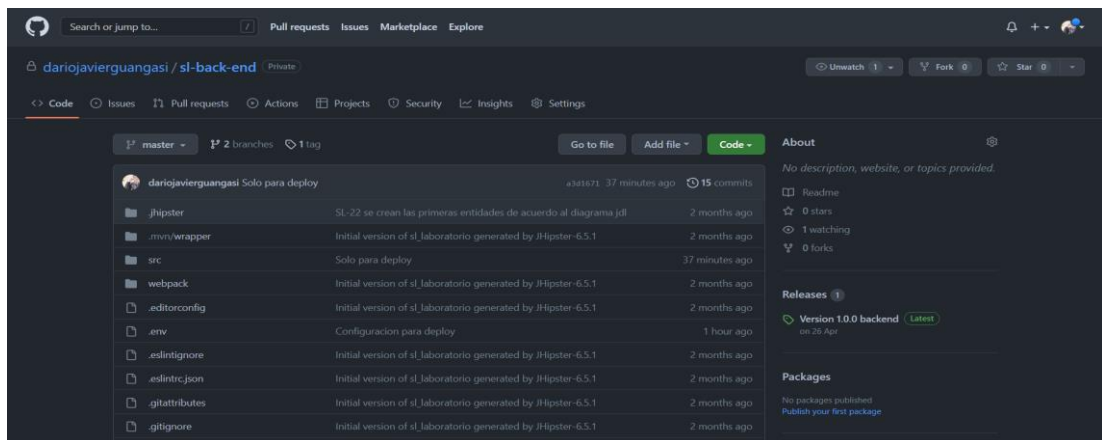 Search or jump to... / Pull requests Issues Marketplace Explore
dariojavierguangasi / sl-back-end Private Unwatch 1 Fork 0 Star 0
<> Code Issues Pull requests Actions Projects Security Insights Settings
master 2 branches 1 tag Go to file Add file Code
dariojavierguangasi Solo para deploy a3d1671 37 minutes ago 15 commits
.jhipster SL-22 se crean las primeras entidades de acuerdo al diagrama jdl 2 months ago
.mvn/wrapper Initial version of sl_laboratorio generated by JHipster-6.5.1 2 months ago
src Solo para deploy 37 minutes ago
webpack Initial version of sl_laboratorio generated by JHipster-6.5.1 2 months ago
.editorconfig Initial version of sl_laboratorio generated by JHipster-6.5.1 2 months ago
.env Configuracion para deploy 1 hour ago
.eslintignore Initial version of sl_laboratorio generated by JHipster-6.5.1 2 months ago
.eslintrc.json Initial version of sl_laboratorio generated by JHipster-6.5.1 2 months ago
.gitattributes Initial version of sl_laboratorio generated by JHipster-6.5.1 2 months ago
.gitignore Initial version of sl_laboratorio generated by JHipster-6.5.1 2 months ago
About
No description, website, or topics provided.
Readme
0 stars
1 watching
0 forks
Releases 1
Version 1.0.0 backend Latest
on 26 Apr
Packages
No packages published
Publish your first package